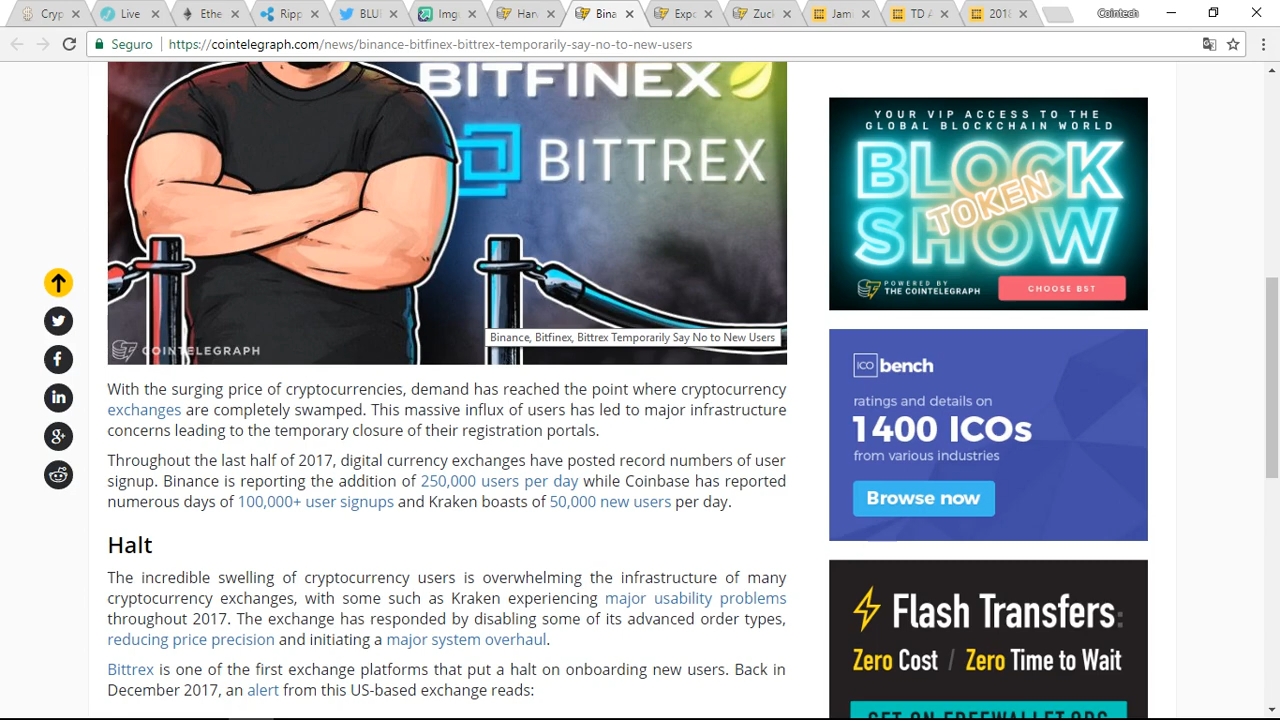 Cryp
Live
Ethe
Ripp
BLU
Img
Han
Bina
Expo
Zuck
Jam
TD A
2018
Cointech
Seguro
https://cointelegraph.com/news/binance-bitfinex-bittrex-temporarily-say-no-to-new-users
BITFINEX
BITTREX
Binance, Bitfinex, Bittrex Temporarily Say No to New Users
COINTELEGRAPH
With the surging price of cryptocurrencies, demand has reached the point where cryptocurrency
exchanges are completely swamped. This massive influx of users has led to major infrastructure
concerns leading to the temporary closure of their registration portals.
Throughout the last half of 2017, digital currency exchanges have posted record numbers of user
signup. Binance is reporting the addition of 250,000 users per day while Coinbase has reported
numerous days of 100,000+ user signups and Kraken boasts of 50,000 new users per day.
Halt
The incredible swelling of cryptocurrency users is overwhelming the infrastructure of many
cryptocurrency exchanges, with some such as Kraken experiencing major usability problems
throughout 2017. The exchange has responded by disabling some of its advanced order types,
reducing price precision and initiating a major system overhaul.
Bittrex is one of the first exchange platforms that put a halt on onboarding new users. Back in
December 2017, an alert from this US-based exchange reads:
YOUR VIP ACCESS TO THE
GLOBAL BLOCKCHAIN WORLD
BLOCK
TOKEN
SHOW
POWERED BY
THE COINTELEGRAPH
CHOOSE BST
ICO bench
ratings and details on
1400 ICOs
from various industries
Browse now
Flash Transfers:
Zero Cost / Zero Time to Wait
GET ON FREEWALLET.ORG